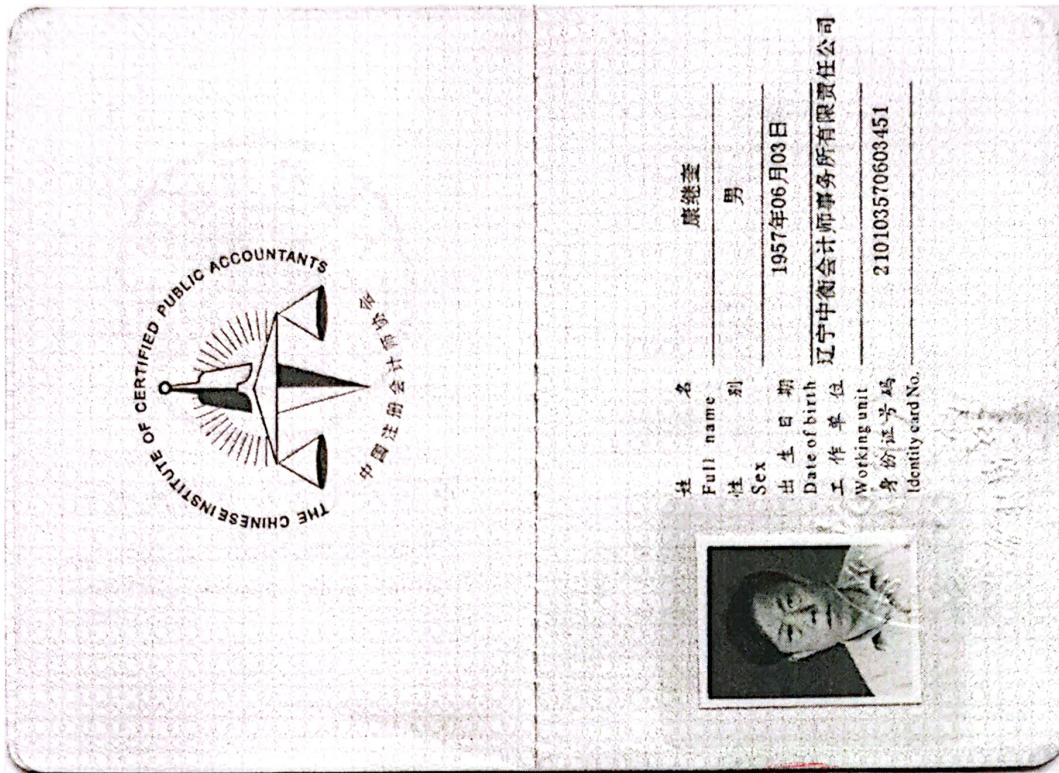 THE CHINESE INSTITUTE OF CERTIFIED PUBLIC ACCOUNTANTS
中国注册会计师协会
姓 名 康继奎
Full name
性 别 男
Sex
出 生 日 期 1957年06月03日
Date of birth
工 作 单 位 辽宁中衡会计师事务所有限责任公司
Working unit
身 份 证 号 码 210103570603451
Identity card No.